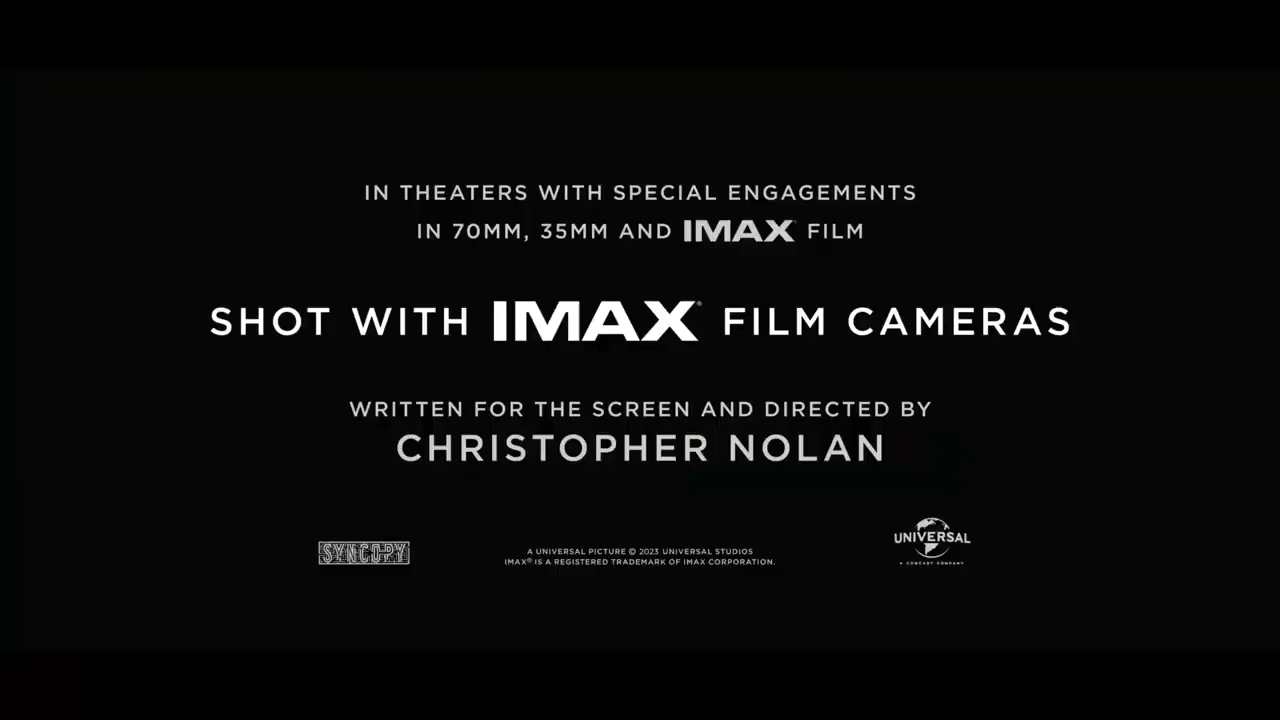 IN THEATERS WITH SPECIAL ENGAGEMENTS
IN 70MM, 35MM AND IMAX FILM
SHOT WITH IMAX® FILM CAMERAS
WRITTEN FOR THE SCREEN AND DIRECTED BY
CHRISTOPHER NOLAN
SYNCOPY
A UNIVERSAL PICTURE © 2023 UNIVERSAL STUDIOS
IMAX® IS A REGISTERED TRADEMARK OF IMAX CORPORATION.
UNIVERSAL
A COMCAST COMPANY